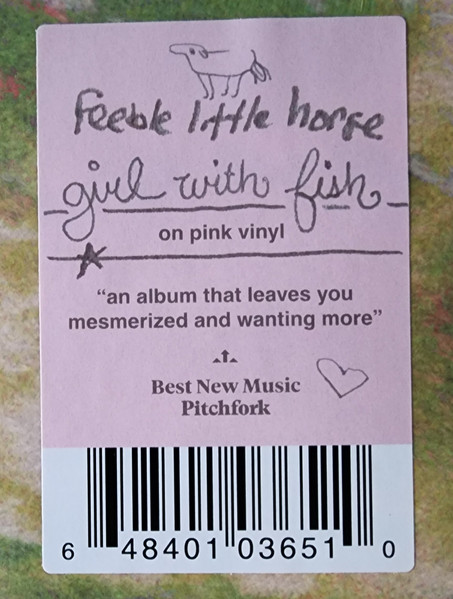 Feeble little horse
girl with fish
on pink vinyl
"an album that leaves you
mesmerized and wanting more"
Best New Music
Pitchfork
6 48401 03651 0